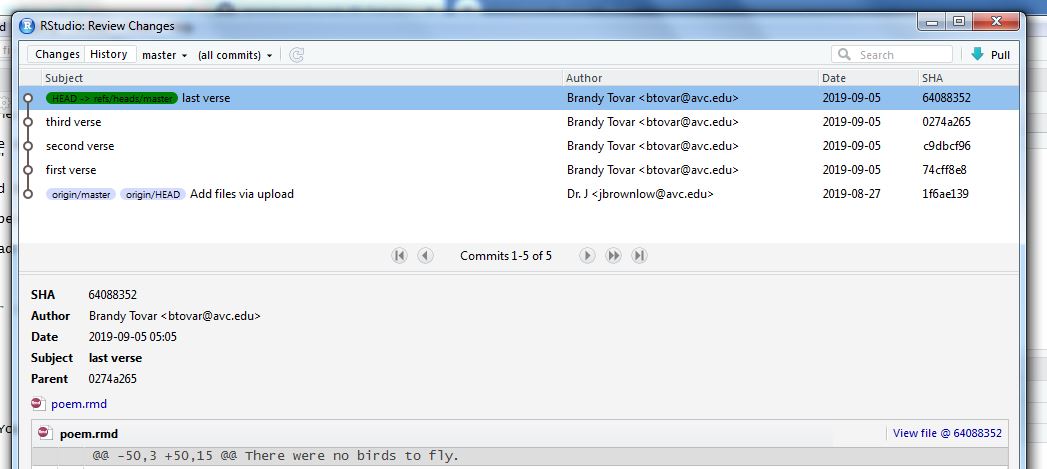 RStudio: Review Changes
Changes History master (all commits) Search Pull
Subject Author Date SHA
HEAD -> refs/heads/master last verse Brandy Tovar <btovar@avc.edu> 2019-09-05 64088352
third verse Brandy Tovar <btovar@avc.edu> 2019-09-05 0274a265
second verse Brandy Tovar <btovar@avc.edu> 2019-09-05 c9dbcf96
first verse Brandy Tovar <btovar@avc.edu> 2019-09-05 74cff8e8
origin/master origin/HEAD Add files via upload Dr. J <jbrownlow@avc.edu> 2019-08-27 1f6ae139
Commits 1-5 of 5
SHA 64088352
Author Brandy Tovar <btovar@avc.edu>
Date 2019-09-05 05:05
Subject last verse
Parent 0274a265
poem.rmd
poem.rmd View file @ 64088352
@@ -50,3 +50,15 @@ There were no birds to fly.